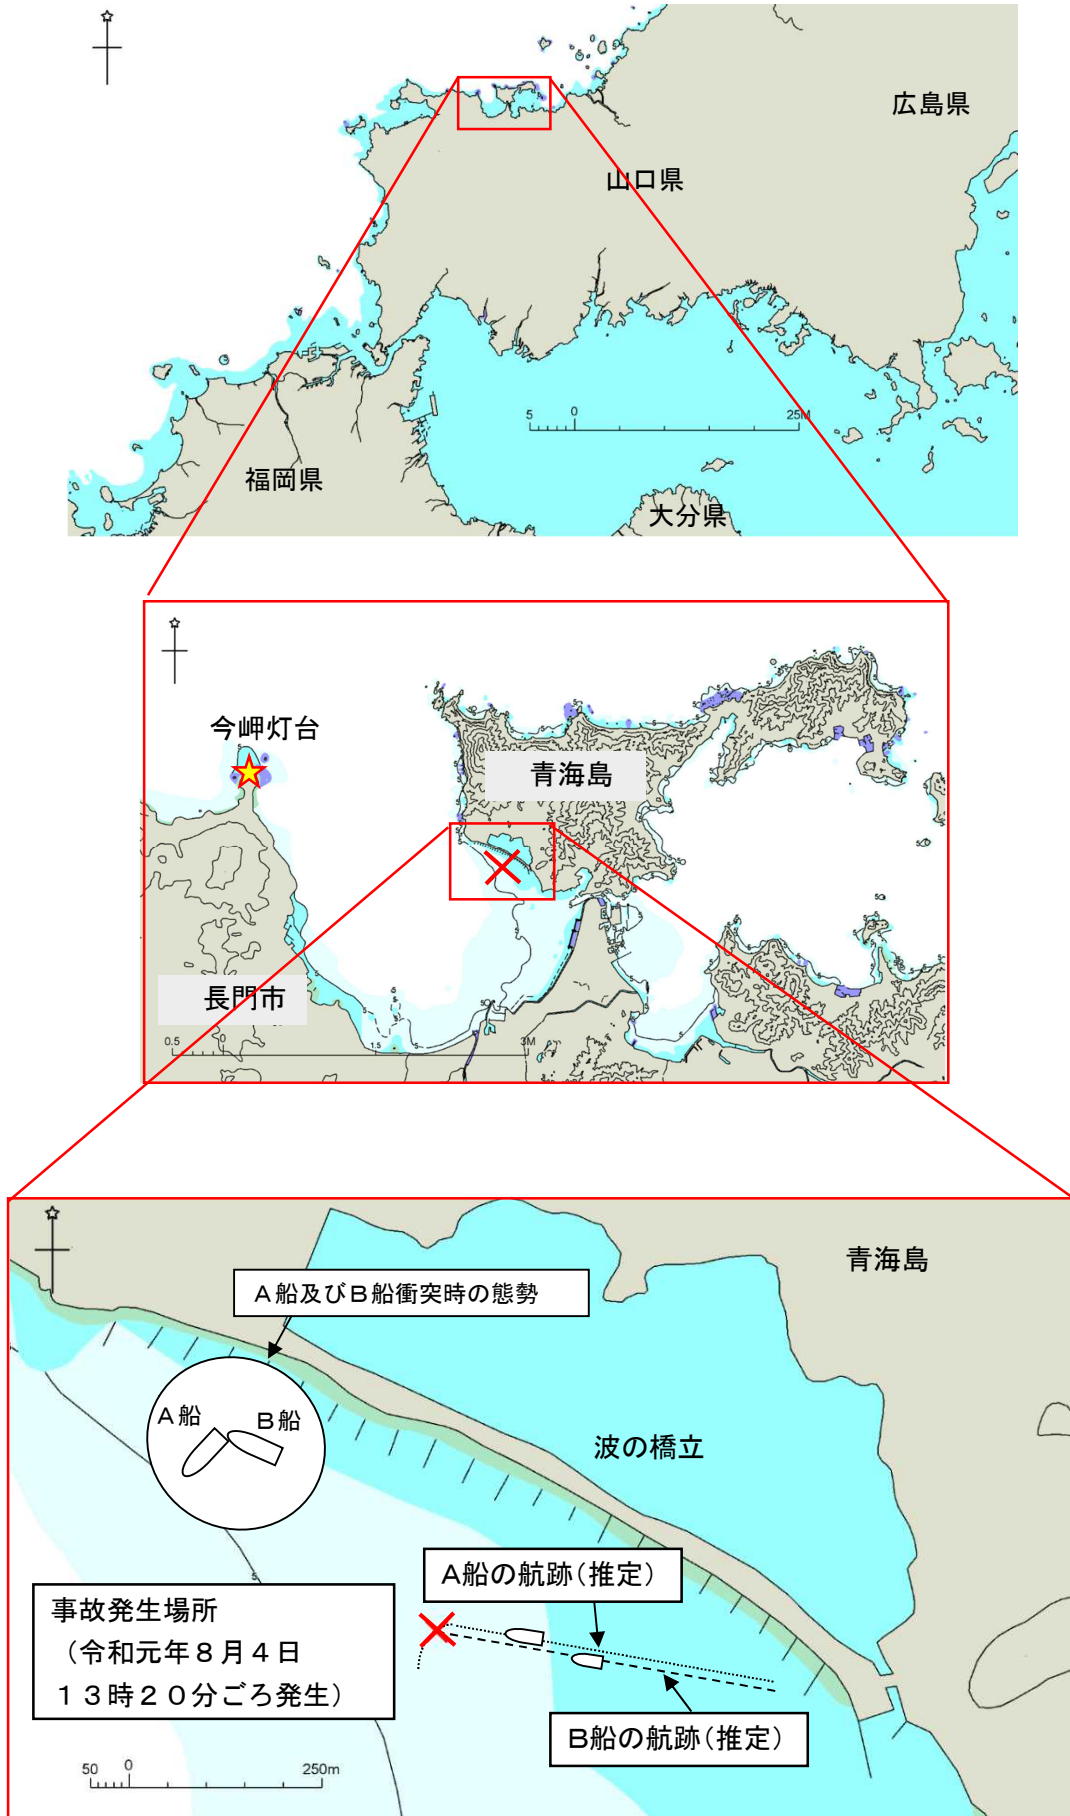 広島県
山口県
5 0 25M
福岡県
大分県
今岬灯台
青海島
長門市
0.5 0 1.5 3M
青海島
A船及びB船衝突時の態勢
A船
B船
波の橋立
A船の航跡(推定)
事故発生場所
(令和元年8月4日
13時20分ごろ発生)
B船の航跡(推定)
50 0 250m